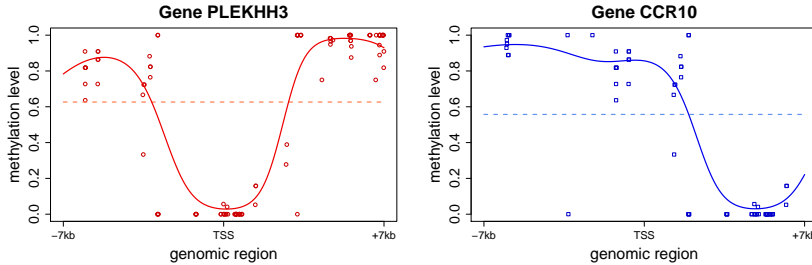 Gene PLEKHH3
methylation level
1.0
0.8
0.6
0.4
0.2
0.0
−7kb
TSS
+7kb
genomic region
Gene CCR10
methylation level
1.0
0.8
0.6
0.4
0.2
0.0
−7kb
TSS
+7kb
genomic region